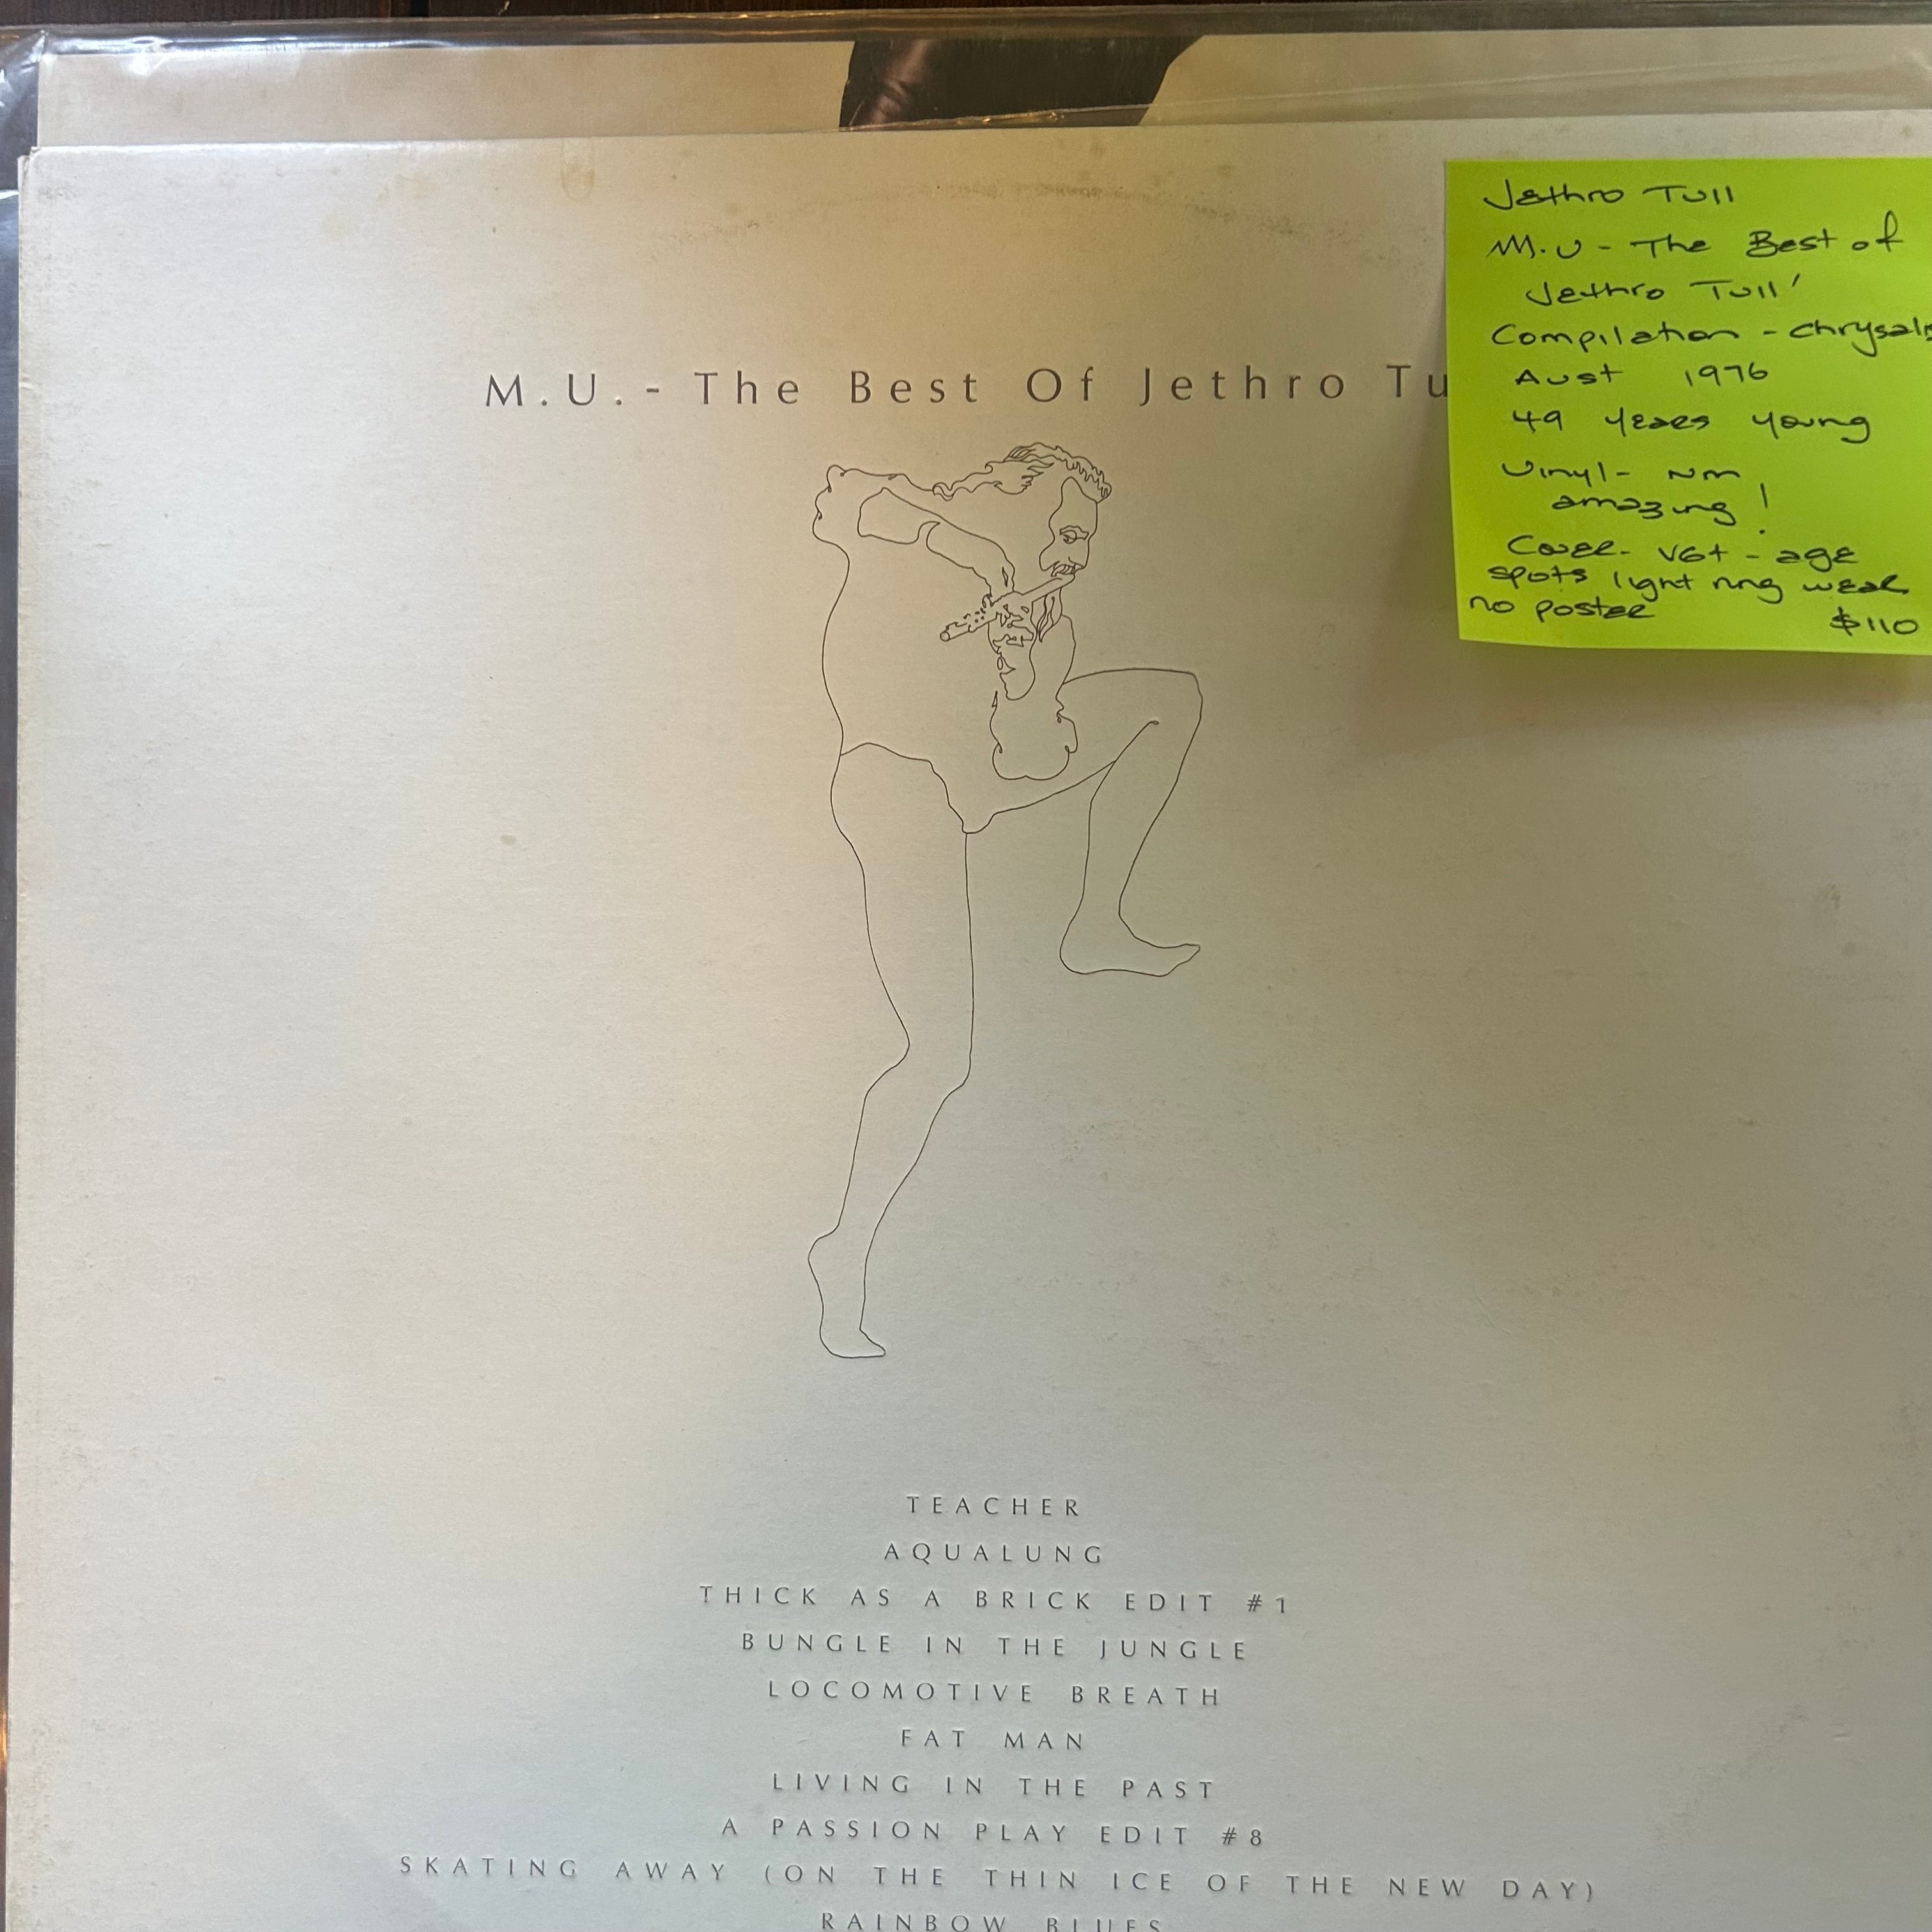 Jethro Tull
M.U - The Best of
Jethro Tull'
Compilation - Chrysalis
Aust 1976
49 years young
Vinyl - NM
amazing!
Cover - VG+ - age
spots light ring wear
no poster $110
M.U. - The Best Of Jethro Tu
TEACHER
AQUALUNG
THICK AS A BRICK EDIT #1
BUNGLE IN THE JUNGLE
LOCOMOTIVE BREATH
FAT MAN
LIVING IN THE PAST
A PASSION PLAY EDIT #8
SKATING AWAY (ON THE THIN ICE OF THE NEW DAY)
RAINBOW BLUES